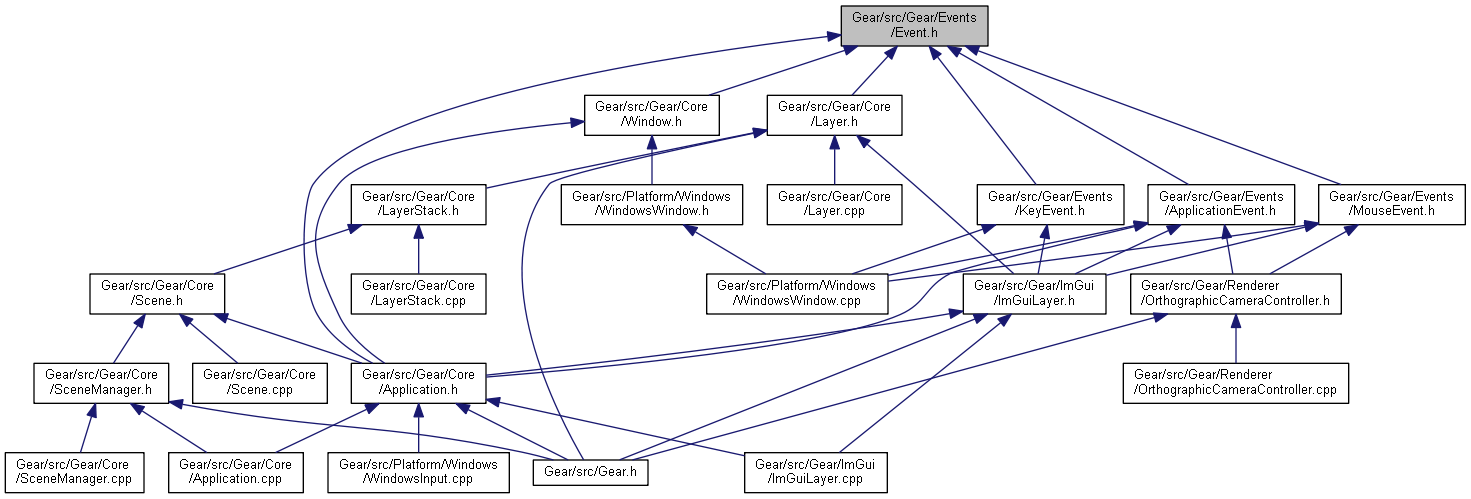 Gear/src/Gear/Events
/Event.h
Gear/src/Gear/Core
/Window.h
Gear/src/Gear/Core
/Layer.h
Gear/src/Gear/Core
/LayerStack.h
Gear/src/Platform/Windows
/WindowsWindow.h
Gear/src/Gear/Core
/Layer.cpp
Gear/src/Gear/Events
/KeyEvent.h
Gear/src/Gear/Events
/ApplicationEvent.h
Gear/src/Gear/Events
/MouseEvent.h
Gear/src/Gear/Core
/Scene.h
Gear/src/Gear/Core
/LayerStack.cpp
Gear/src/Platform/Windows
/WindowsWindow.cpp
Gear/src/Gear/ImGui
/ImGuiLayer.h
Gear/src/Gear/Renderer
/OrthographicCameraController.h
Gear/src/Gear/Core
/SceneManager.h
Gear/src/Gear/Core
/Scene.cpp
Gear/src/Gear/Core
/Application.h
Gear/src/Gear/Renderer
/OrthographicCameraController.cpp
Gear/src/Gear/Core
/SceneManager.cpp
Gear/src/Gear/Core
/Application.cpp
Gear/src/Platform/Windows
/WindowsInput.cpp
Gear/src/Gear.h
Gear/src/Gear/ImGui
/ImGuiLayer.cpp